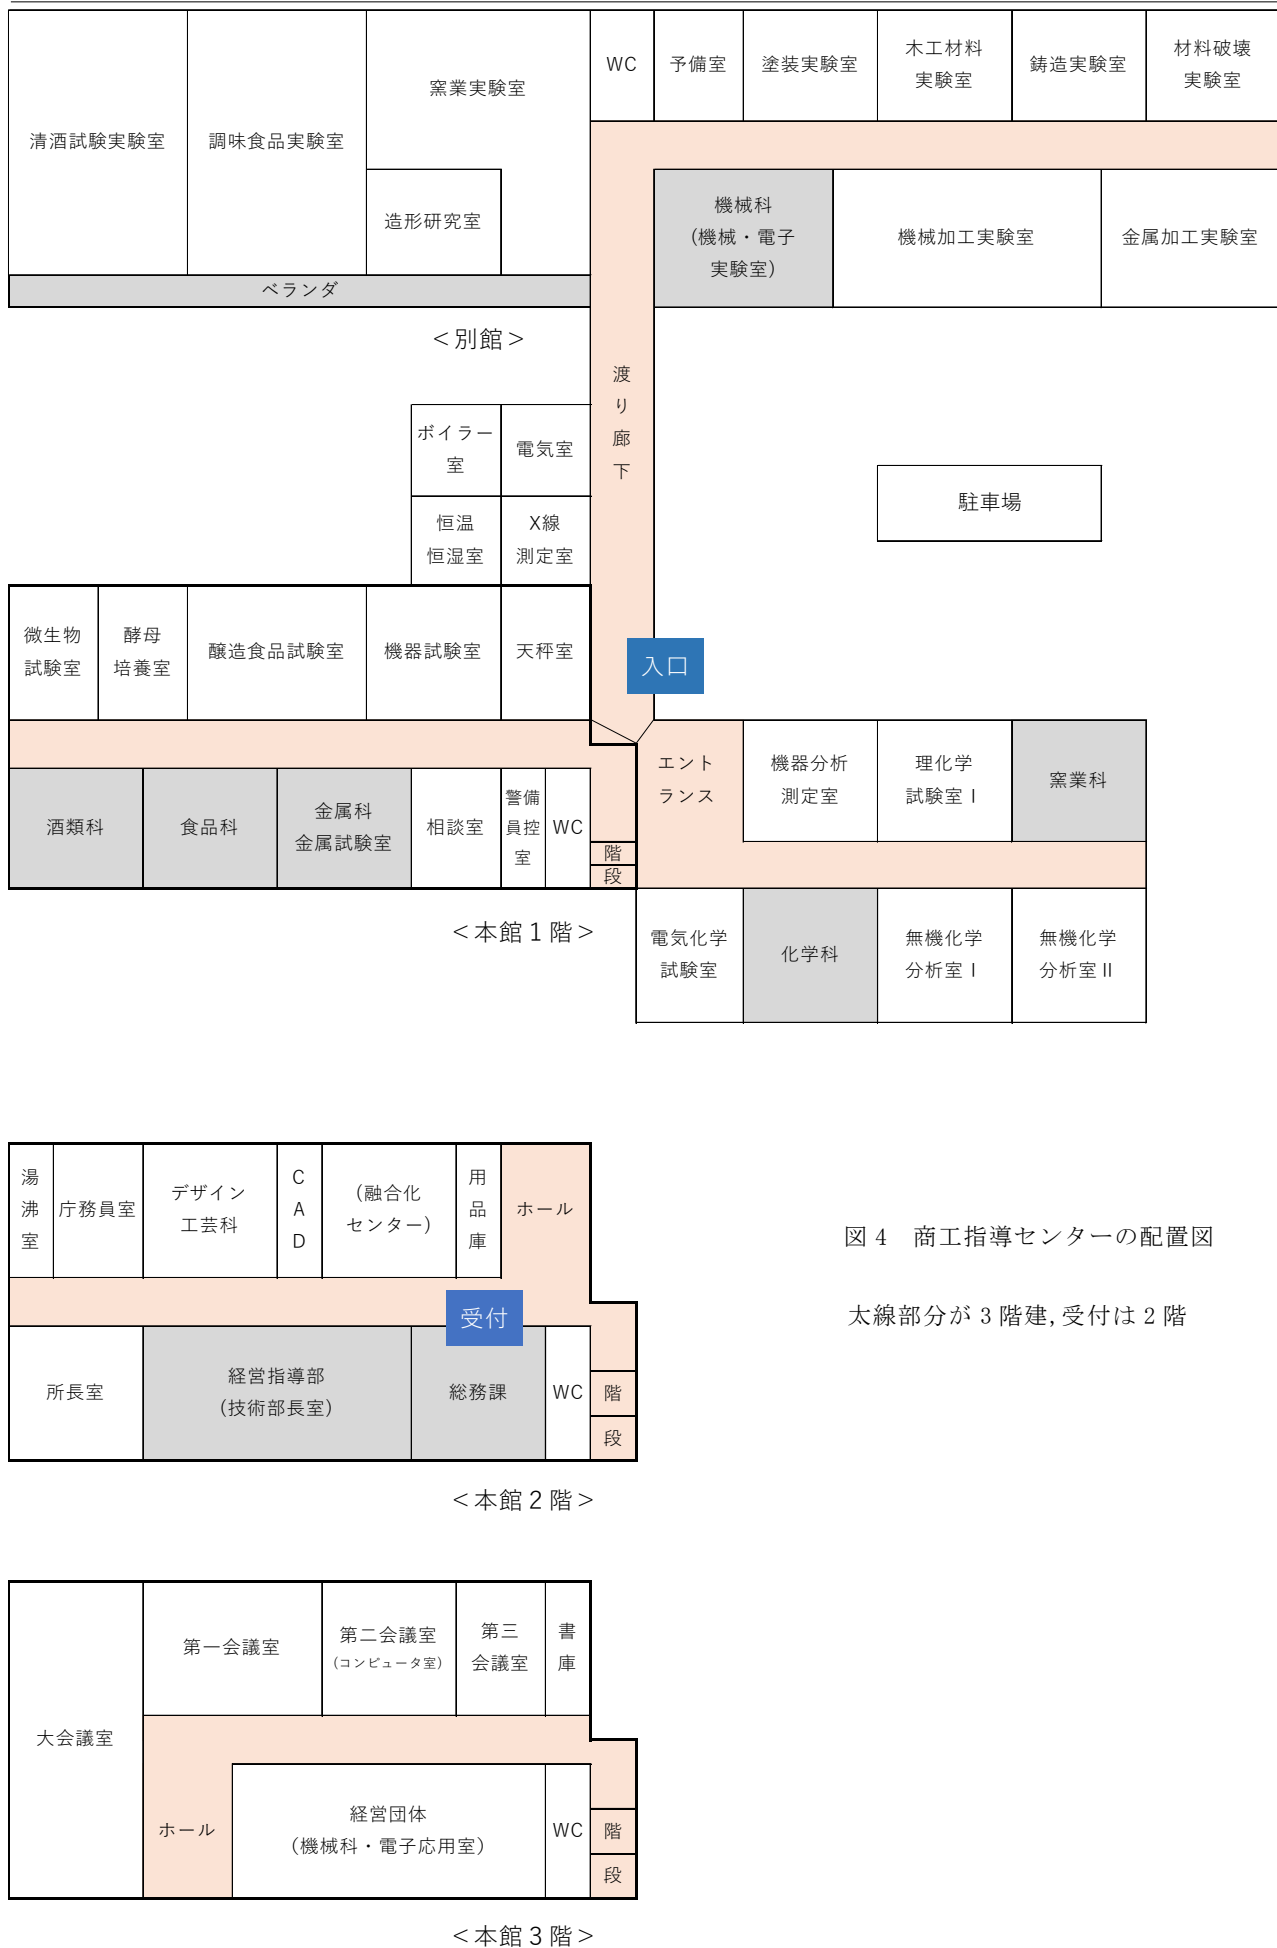 清酒試験実験室
調味食品実験室
窯業実験室
造形研究室
ベランダ
WC
予備室
塗装実験室
木工材料
実験室
鋳造実験室
材料破壊
実験室
機械科
(機械・電子
実験室)
機械加工実験室
金属加工実験室
<別館>
渡
り
廊
下
ボイラー
室
電気室
恒温
恒湿室
X線
測定室
駐車場
微生物
試験室
酵母
培養室
醸造食品試験室
機器試験室
天秤室
入口
エント
ランス
機器分析
測定室
理化学
試験室Ⅰ
窯業科
酒類科
食品科
金属科
金属試験室
相談室
警備
員控
室
WC
階
段
<本館1階>
電気化学
試験室
化学科
無機化学
分析室Ⅰ
無機化学
分析室Ⅱ
湯
沸
室
庁務員室
デザイン
工芸科
C
A
D
(融合化
センター)
用
品
庫
ホール
受付
所長室
経営指導部
(技術部長室)
総務課
WC
階
段
<本館2階>
図4 商工指導センターの配置図
太線部分が3階建,受付は2階
大会議室
第一会議室
第二会議室
(コンピュータ室)
第三
会議室
書
庫
ホール
経営団体
(機械科・電子応用室)
WC
階
段
<本館3階>